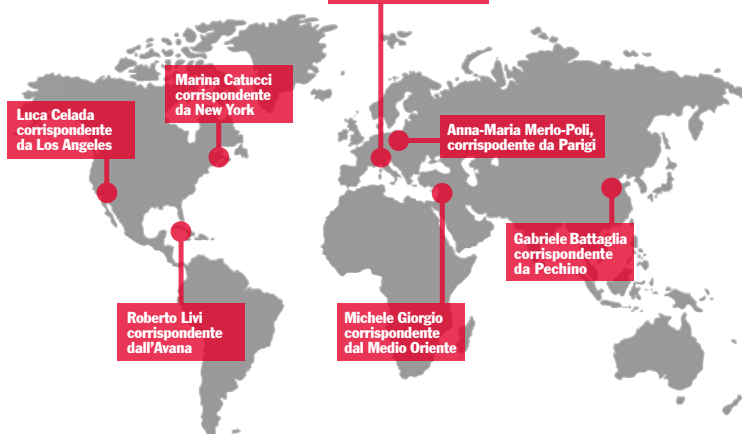 Marina Catucci
corrispondente
da New York
Luca Celada
corrispondente
da Los Angeles
Anna-Maria Merlo-Poli,
corrispodente da Parigi
Gabriele Battaglia
corrispondente
da Pechino
Roberto Livi
corrispondente
dall'Avana
Michele Giorgio
corrispondente
dal Medio Oriente